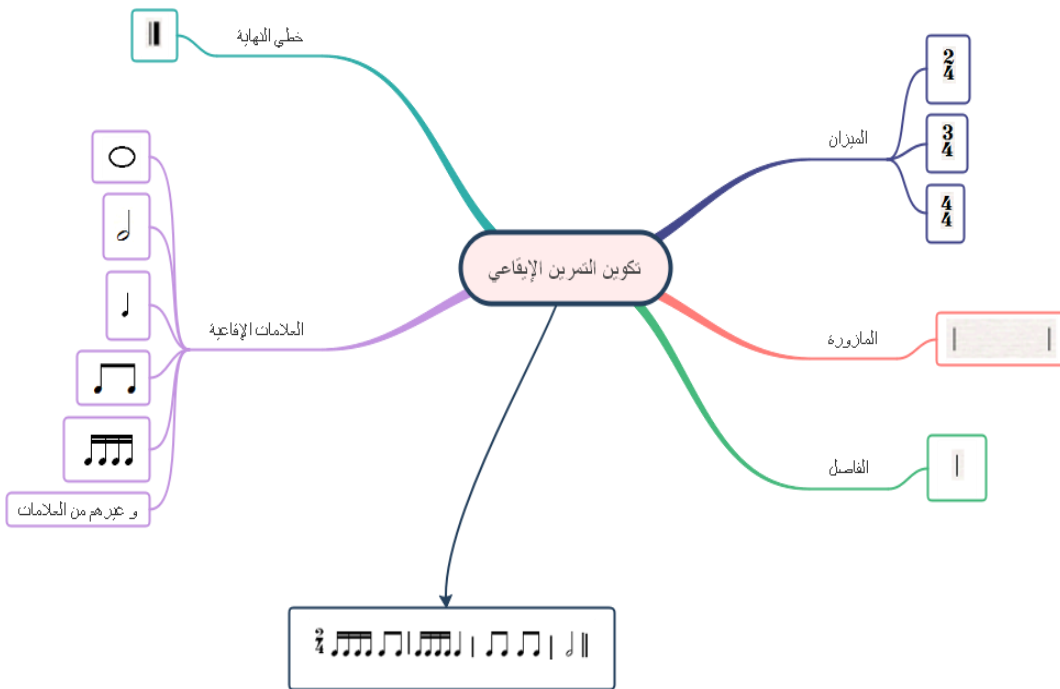 خطي النهاية
الميزان
2
4
3
4
4
4
تكوين التمرين الإيقاعي
العلامات الإقاعية
المازورة
الفاصل
و غيرهم من العلامات
2
4